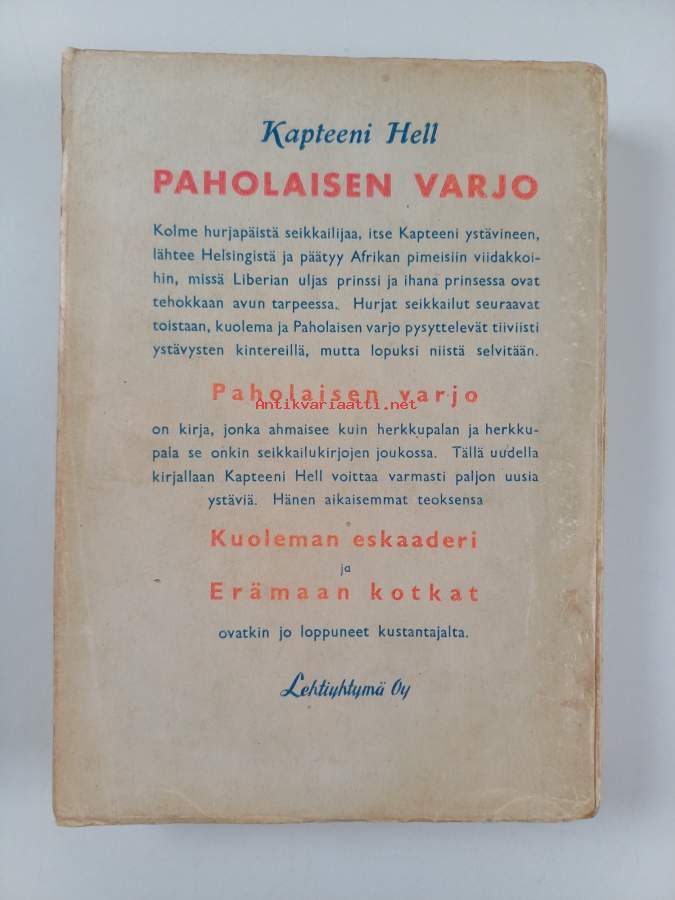 Kapteeni Hell
PAHOLAISEN VARJO
Kolme hurjapäistä seikkailijaa, itse Kapteeni ystävineen,
lähtee Helsingistä ja päätyy Afrikan pimeisiin viidakkoi-
hin, missä Liberian uljas prinssi ja ihana prinsessa ovat
tehokkaan avun tarpeessa. Hurjat seikkailut seuraavat
toistaan, kuolema ja Paholaisen varjo pysyttelevät tiiviisti
ystävysten kintereillä, mutta lopuksi niistä selvitään.
Paholaisen varjo
Antikvariaatti.net
on kirja, jonka ahmaisee kuin herkkupalan ja herkku-
pala se onkin seikkailukirjojen joukossa. Tällä uudella
kirjallaan Kapteeni Hell voittaa varmasti paljon uusia
ystäviä. Hänen aikaisemmat teoksensa
Kuoleman eskaaderi
ja
Erämaan kotkat
ovatkin jo loppuneet kustantajalta.
Lehtiyhtymä Oy